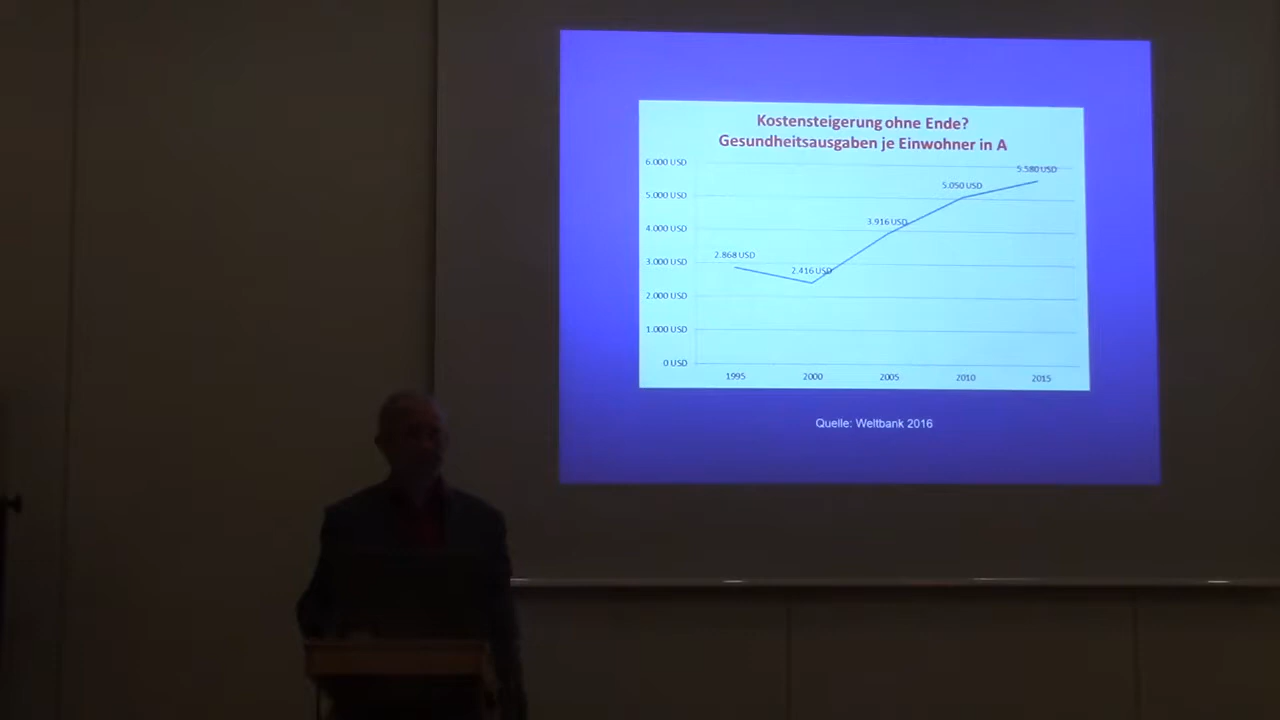 Kostensteigerung ohne Ende?
Gesundheitsausgaben je Einwohner in A
6.000 USD
5.000 USD
4.000 USD
3.000 USD
2.000 USD
1.000 USD
0 USD
2.868 USD
2.416 USD
3.916 USD
5.050 USD
5.580 USD
1995
2000
2005
2010
2015
Quelle: Weltbank 2016